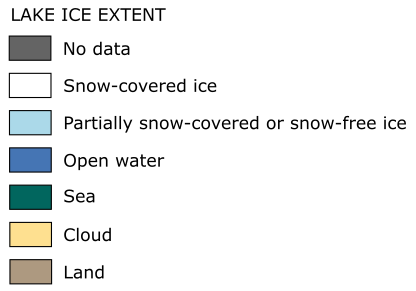 LAKE ICE EXTENT
No data
Snow-covered ice
Partially snow-covered or snow-free ice
Open water
Sea
Cloud
Land